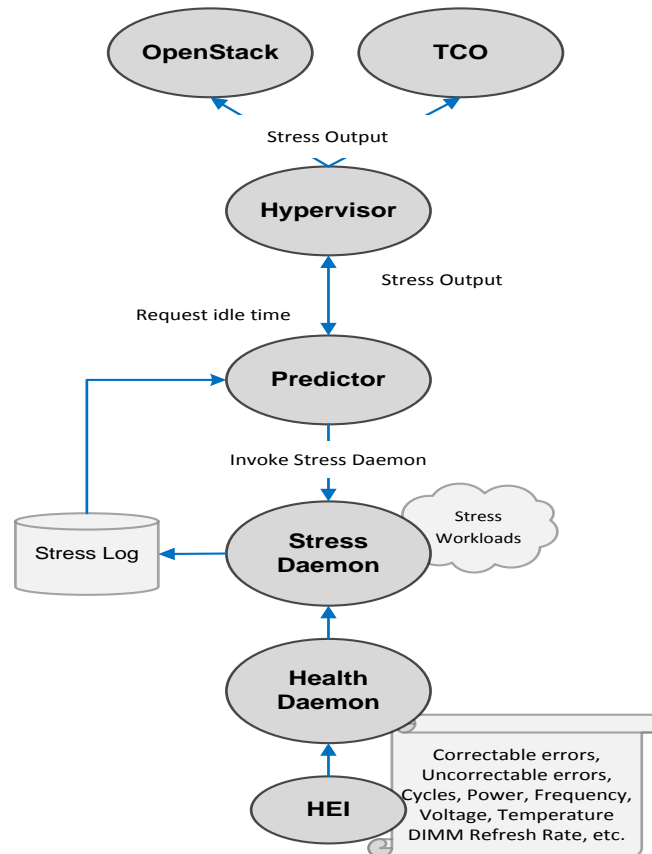 OpenStack
TCO
Stress Output
Hypervisor
Stress Output
Request idle time
Predictor
Invoke Stress Daemon
Stress
Workloads
Stress
Daemon
Stress Log
Health
Daemon
Correctable errors,
Uncorrectable errors,
Cycles, Power, Frequency,
Voltage, Temperature
DIMM Refresh Rate, etc.
HEI